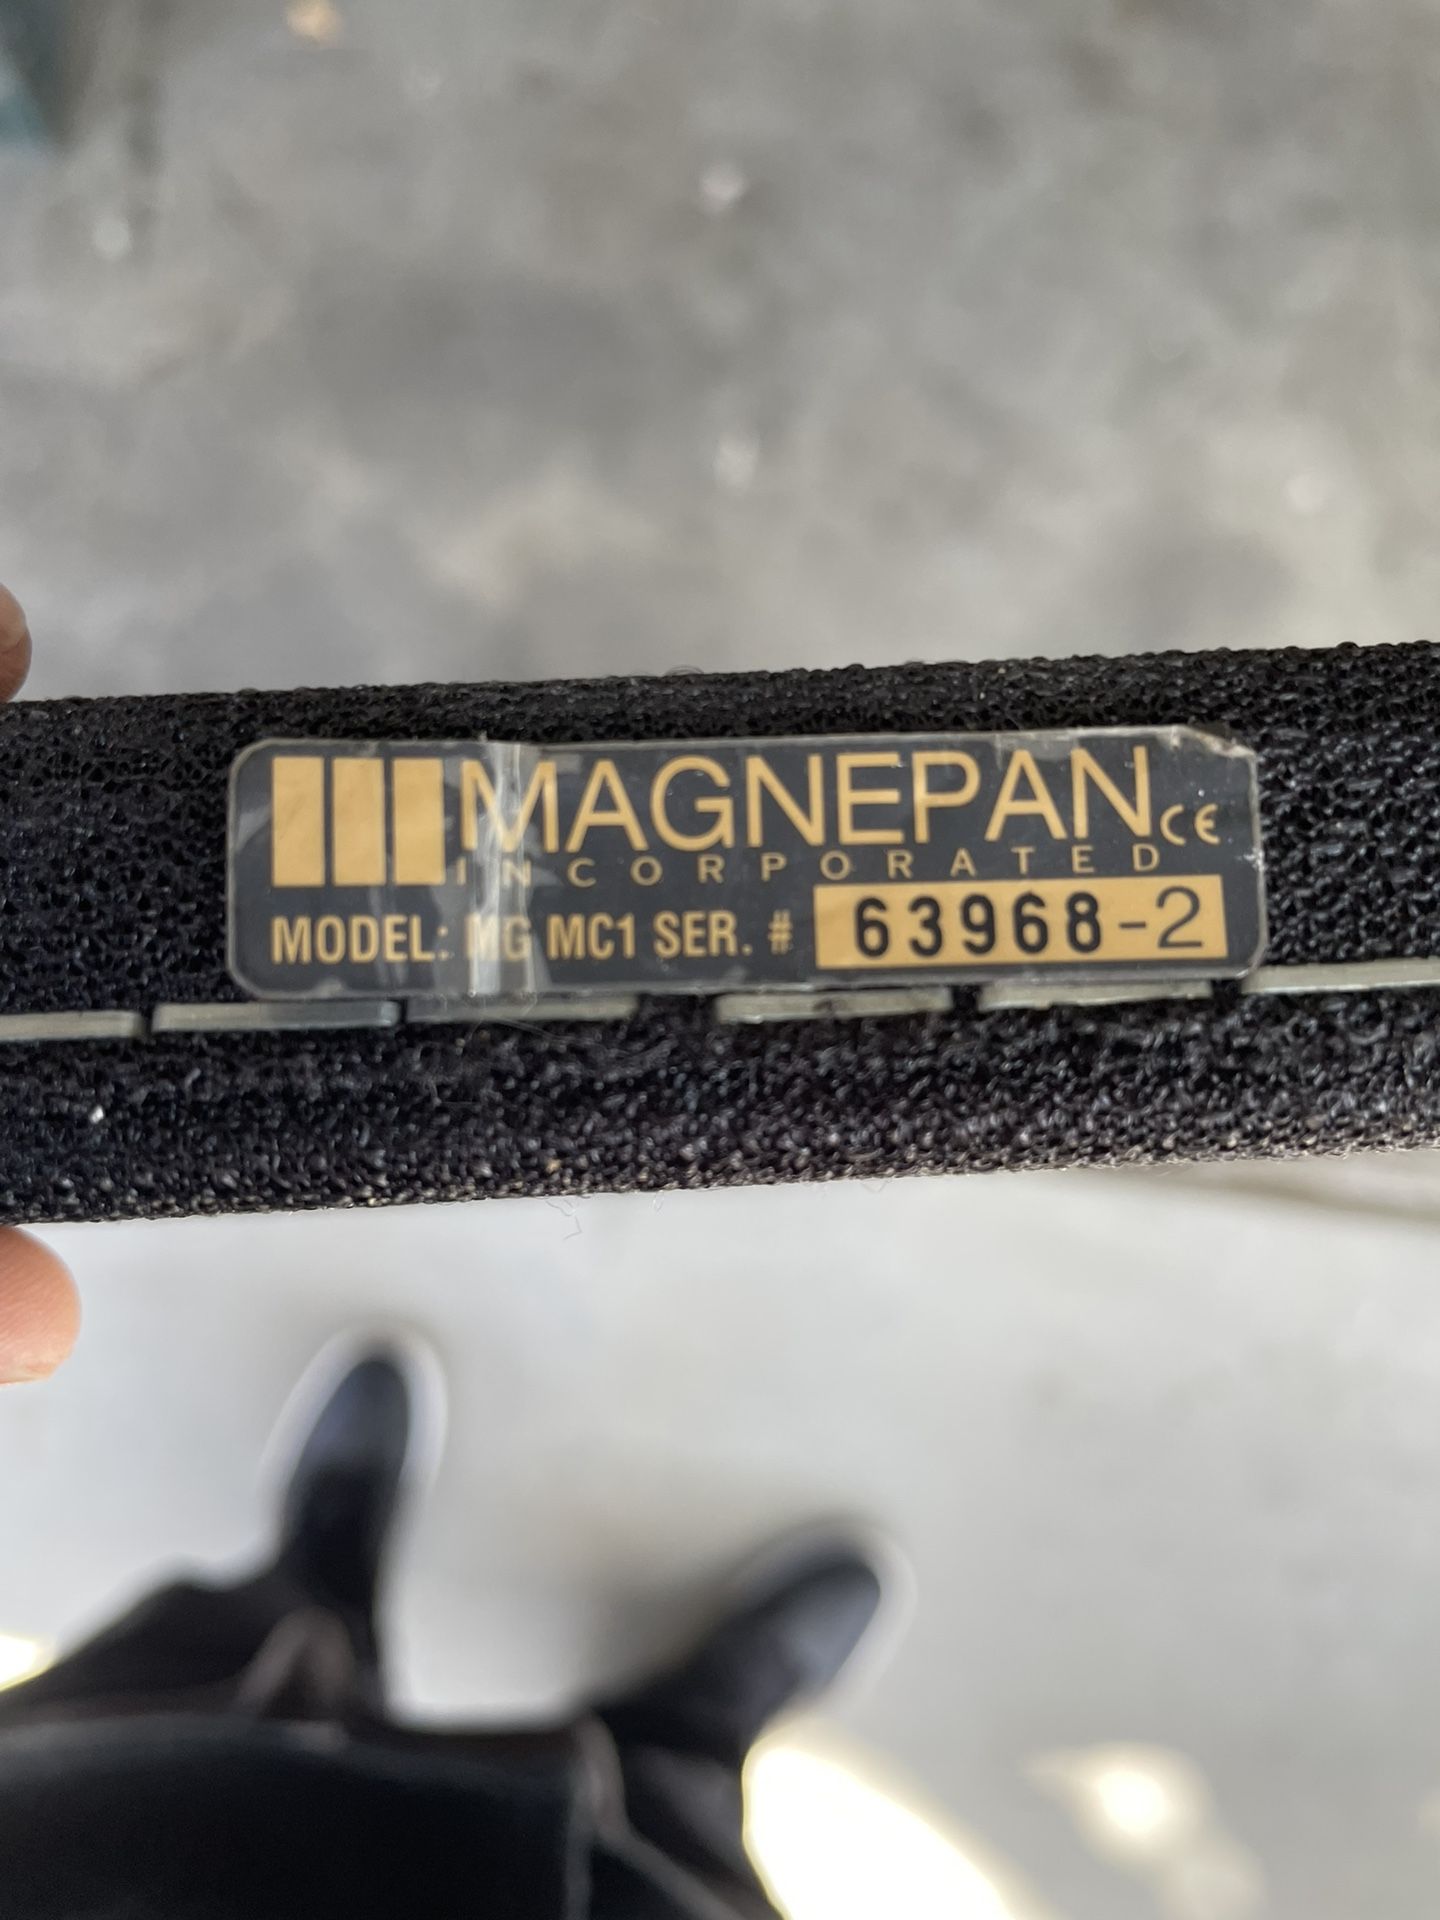 MAGNEPAN CE
INCORPORATED
MODEL: MG MC1 SER. # 63968-2